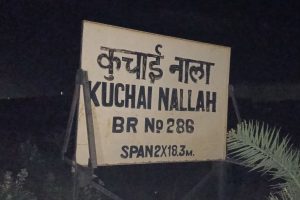 कुचाई नाला
KUCHAI NALLAH
BR NO 286
SPAN 2X18.3M.